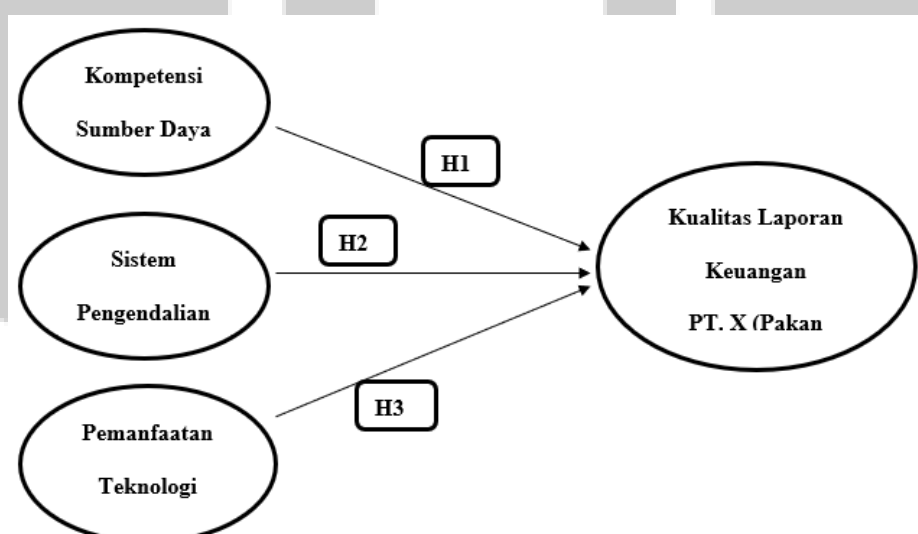 Kompetensi
Sumber Daya
H1
Sistem
Pengendalian
H2
Pemanfaatan
Teknologi
H3
Kualitas Laporan
Keuangan
PT. X (Pakan